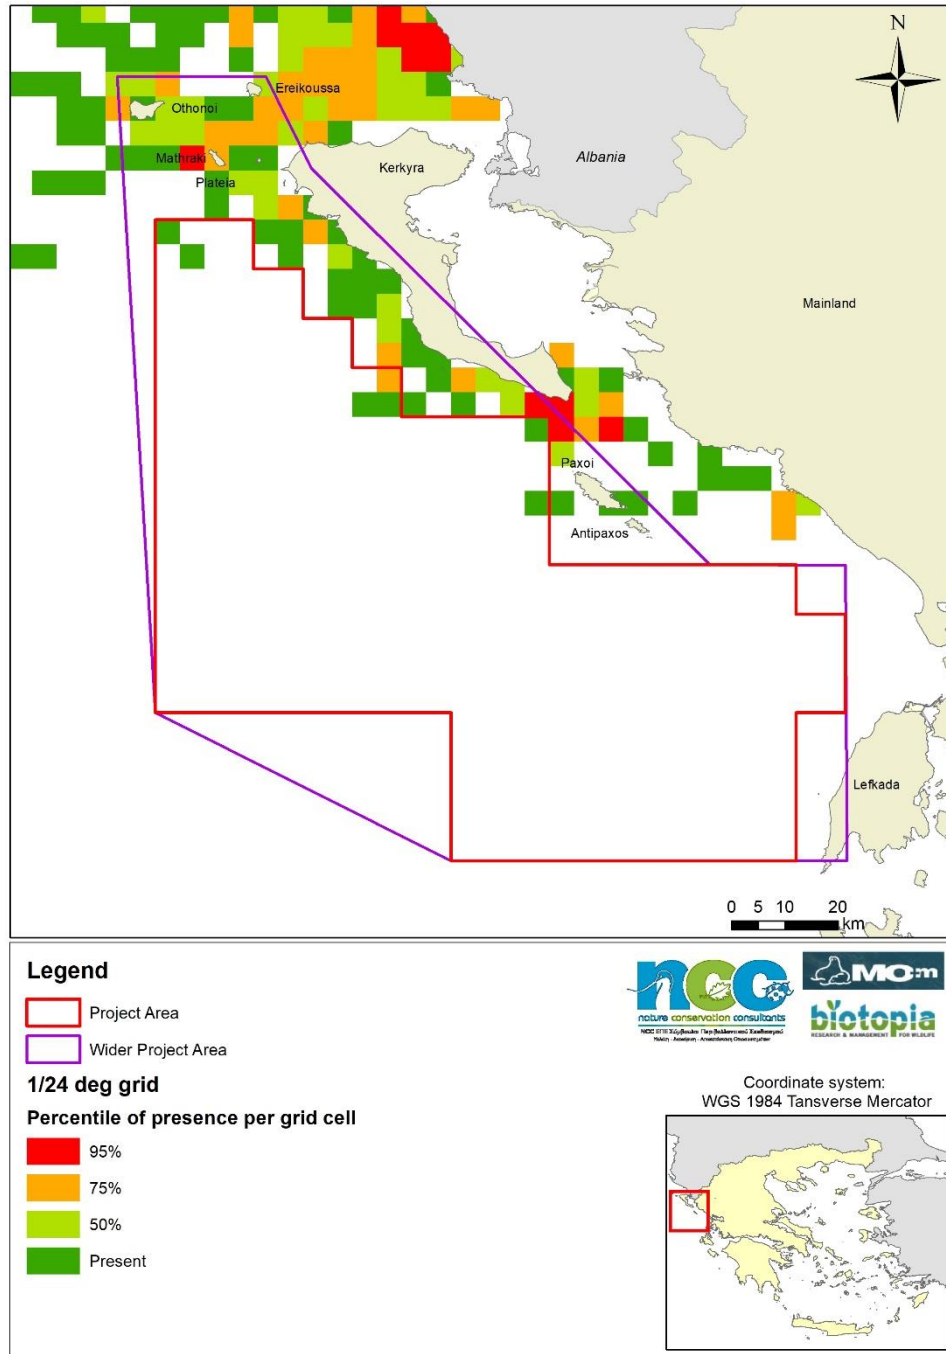 N
Ereikoussa
Othonoi
Albania
Mathraki
Kerkyra
Plateia
Mainland
Paxoi
Antipaxos
Lefkada
0 5 10 20
km
Legend
Project Area
Wider Project Area
1/24 deg grid
Percentile of presence per grid cell
95%
75%
50%
Present
ncc
nature conservation consultants
MO:m
biotopia
RESEARCH & MANAGEMENT FOR WILDLIFE
Coordinate system:
WGS 1984 Tansverse Mercator